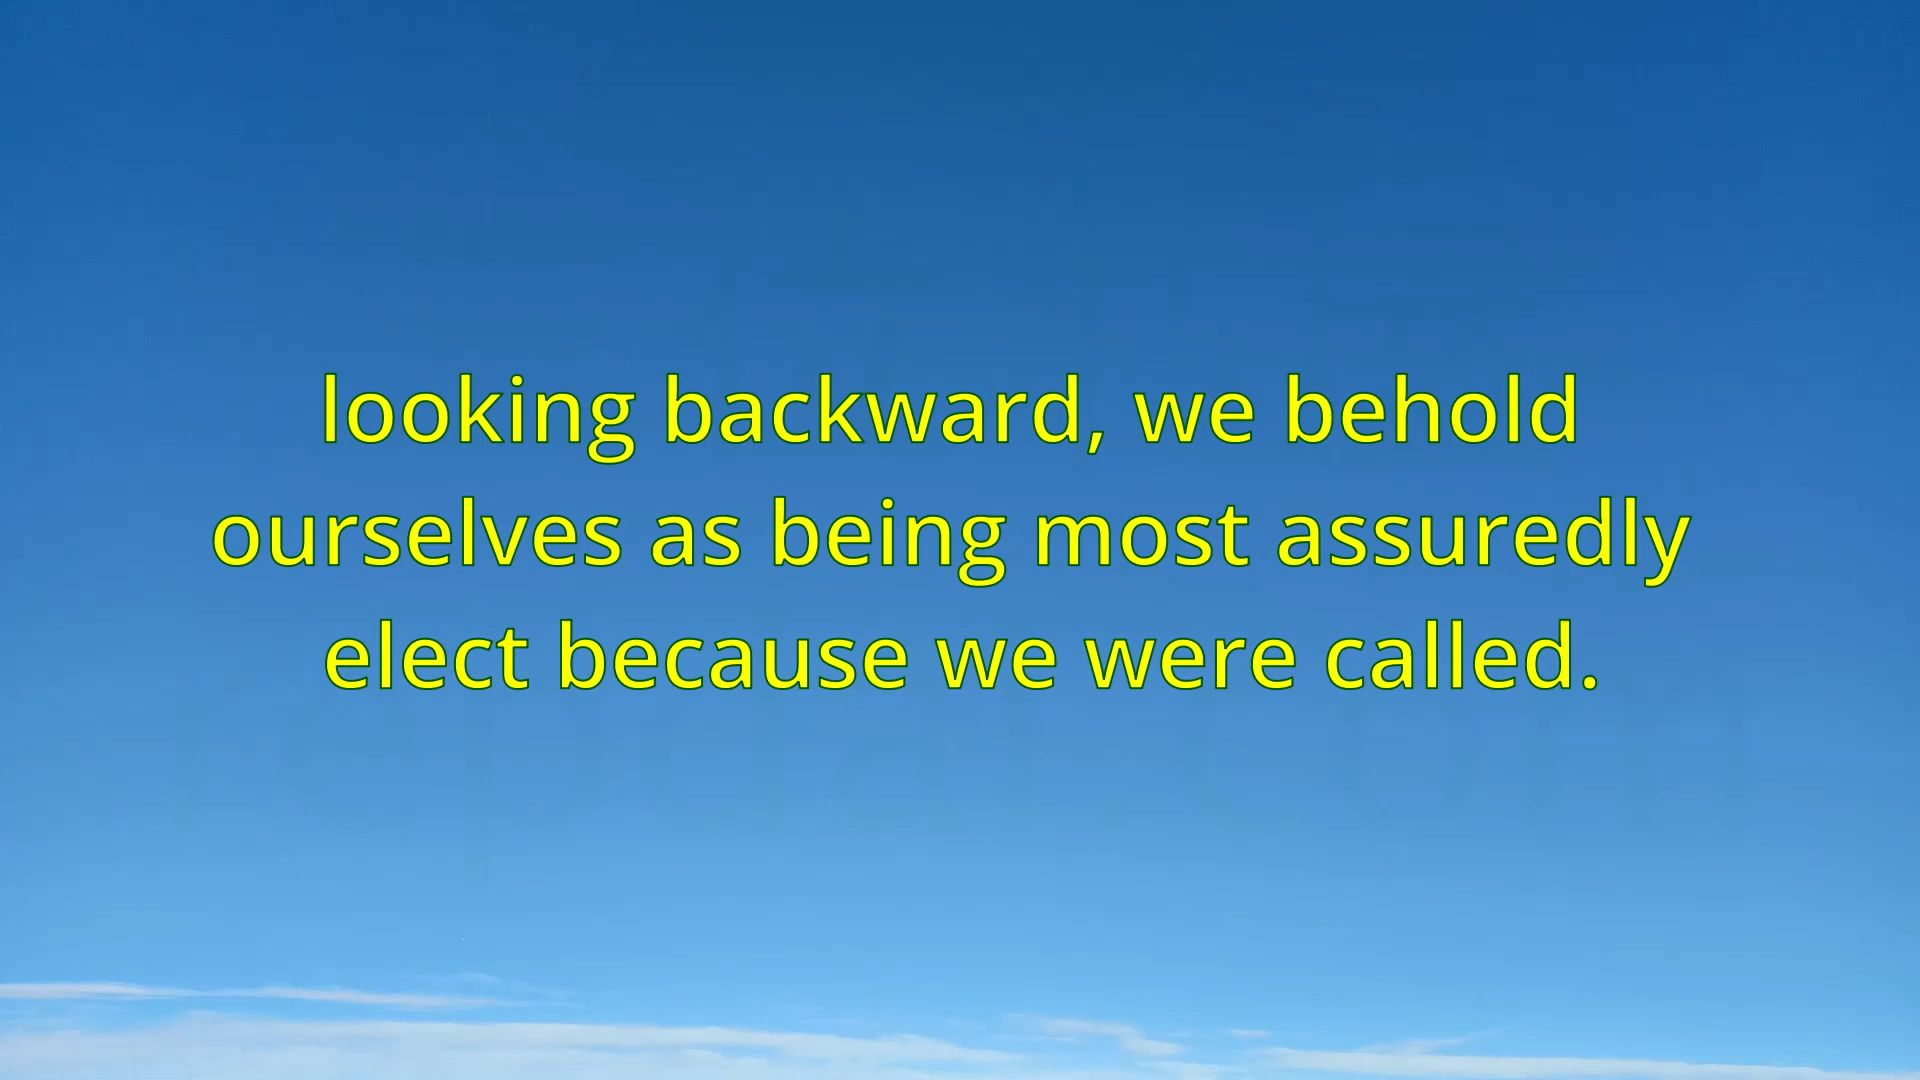 looking backward, we behold
ourselves as being most assuredly
elect because we were called.